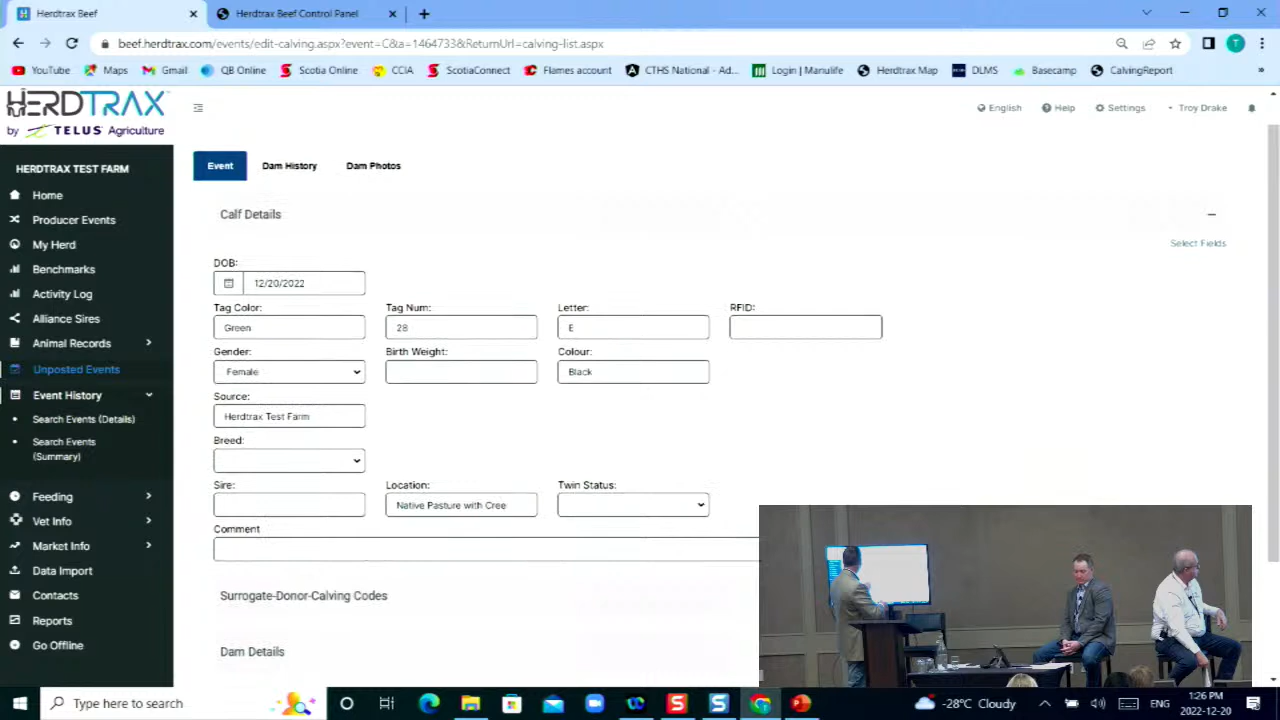 Herdtrax Beef
Herdtrax Beef Control Panel
beef.herdtrax.com/events/edit-calving.aspx?event=C&a=1464733&ReturnUrl=calving-list.aspx
T
YouTube Maps Gmail QB Online Scotia Online CCIA ScotiaConnect Flames account CTHS National - Ad... Login | Manulife Herdtrax Map DLMS Basecamp CalvingReport
HERDTRAX
by TELUS Agriculture
English Help Settings Troy Drake
HERDTRAX TEST FARM
Home
Producer Events
My Herd
Benchmarks
Activity Log
Alliance Sires
Animal Records
Unposted Events
Event History
Search Events (Details)
Search Events
(Summary)
Feeding
Vet Info
Market Info
Data Import
Contacts
Reports
Go Offline
Event Dam History Dam Photos
Calf Details
Select Fields
DOB:
12/20/2022
Tag Color: Tag Num: Letter: RFID:
Green 28 E
Gender: Birth Weight: Colour:
Female Black
Source:
Herdtrax Test Farm
Breed:
Sire: Location: Twin Status:
Native Pasture with Cree
Comment
Surrogate-Donor-Calving Codes
Dam Details
Type here to search
-28°C Cloudy
ENG
1:26 PM
2022-12-20